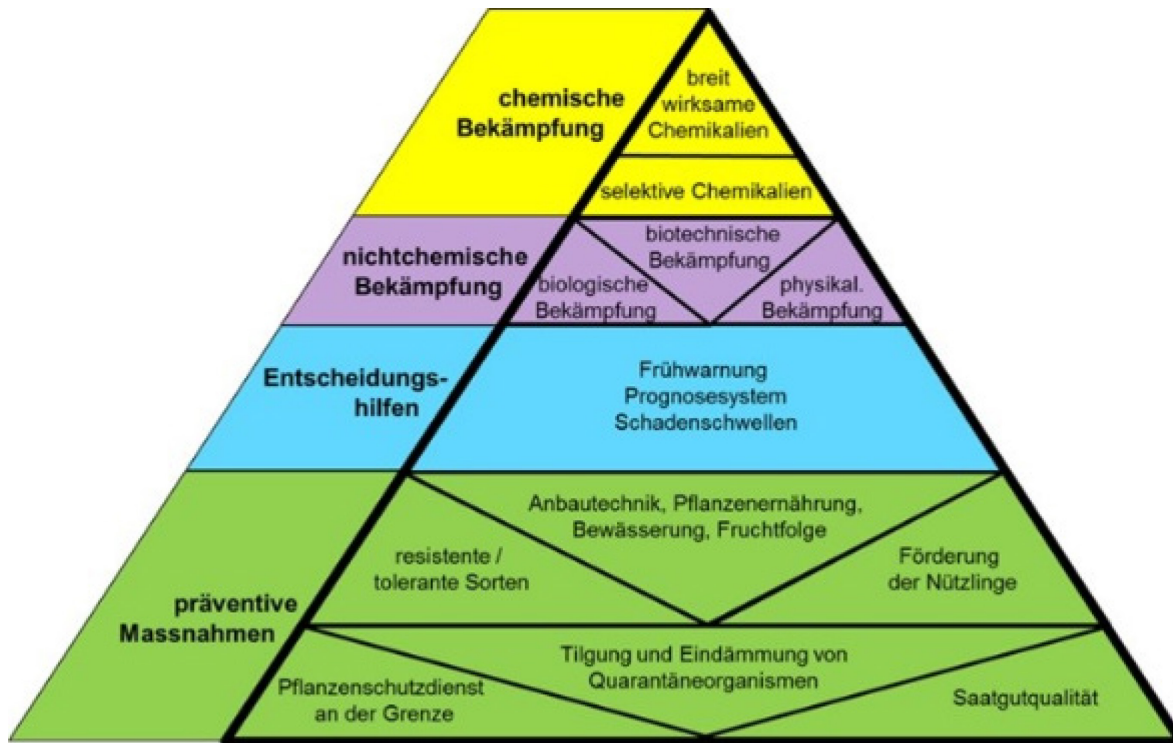 chemische
Bekämpfung
breit
wirksame
Chemikalien
selektive Chemikalien
nichtchemische
Bekämpfung
biotechnische
Bekämpfung
biologische
Bekämpfung
physikal.
Bekämpfung
Entscheidungs-
hilfen
Frühwarnung
Prognosesystem
Schadenschwellen
präventive
Massnahmen
Anbautechnik, Pflanzenernährung,
Bewässerung, Fruchtfolge
resistente /
tolerante Sorten
Förderung
der Nützlinge
Tilgung und Eindämmung von
Quarantäneorganismen
Pflanzenschutzdienst
an der Grenze
Saatgutqualität